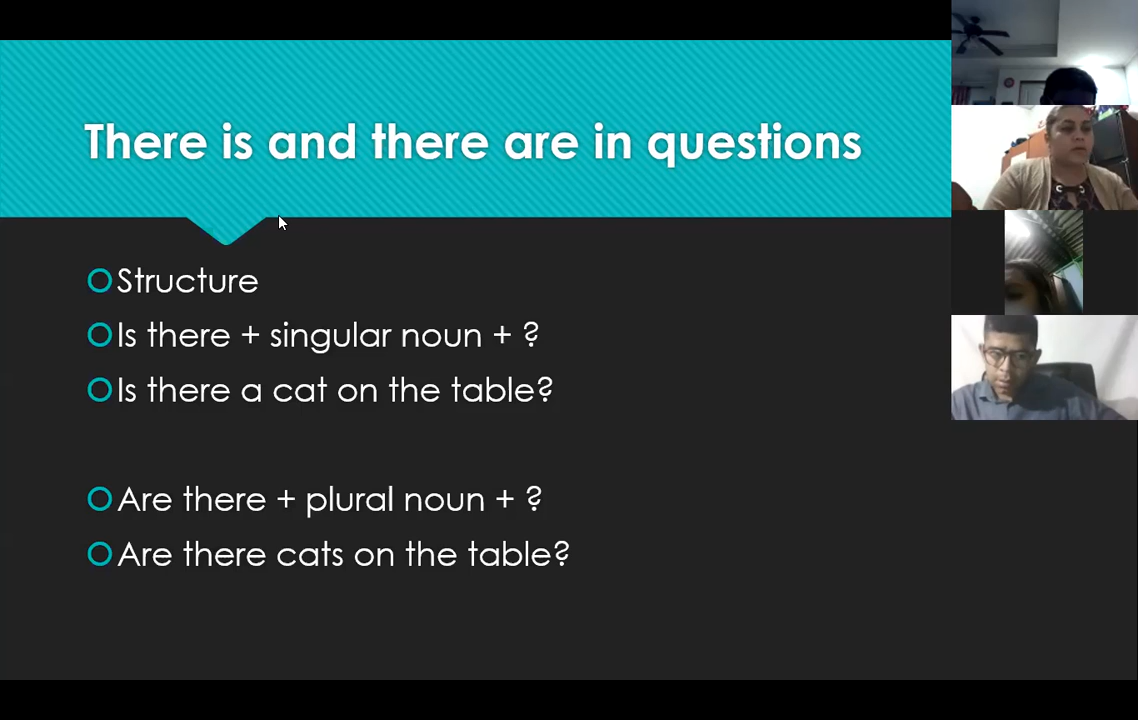 There is and there are in questions
Structure
Is there + singular noun + ?
Is there a cat on the table?
Are there + plural noun + ?
Are there cats on the table?